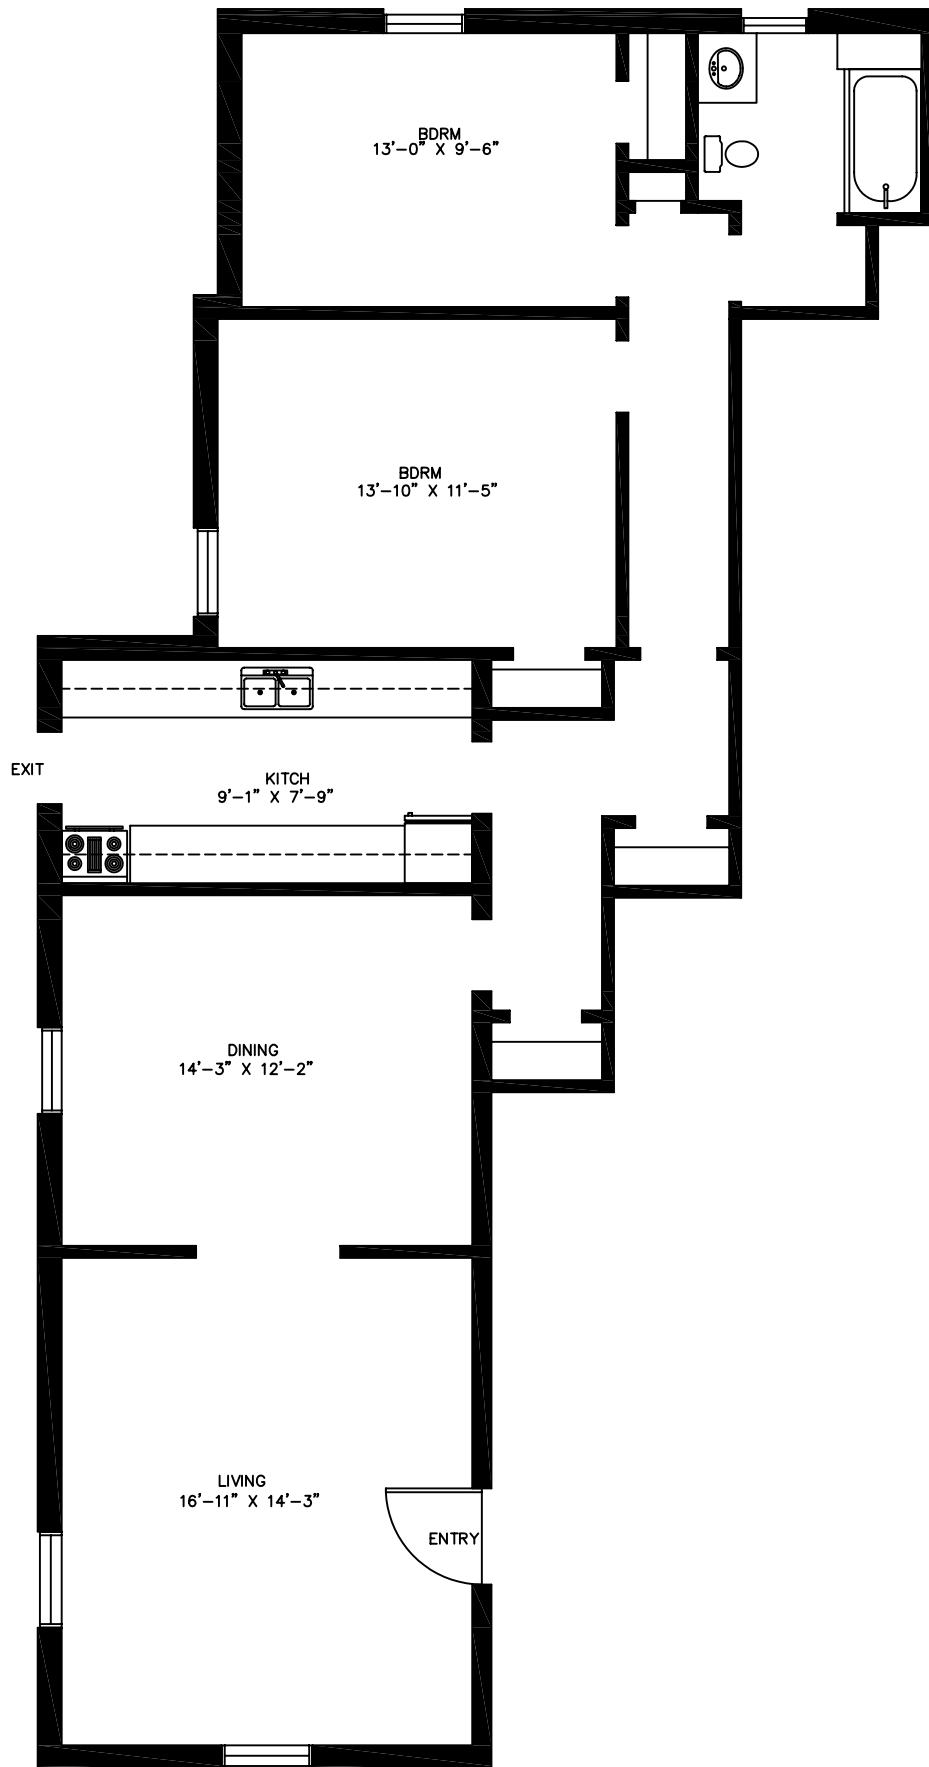 BDRM
13'-0" X 9'-6"
BDRM
13'-10" X 11'-5"
EXIT
KITCH
9'-1" X 7'-9"
DINING
14'-3" X 12'-2"
LIVING
16'-11" X 14'-3"
ENTRY